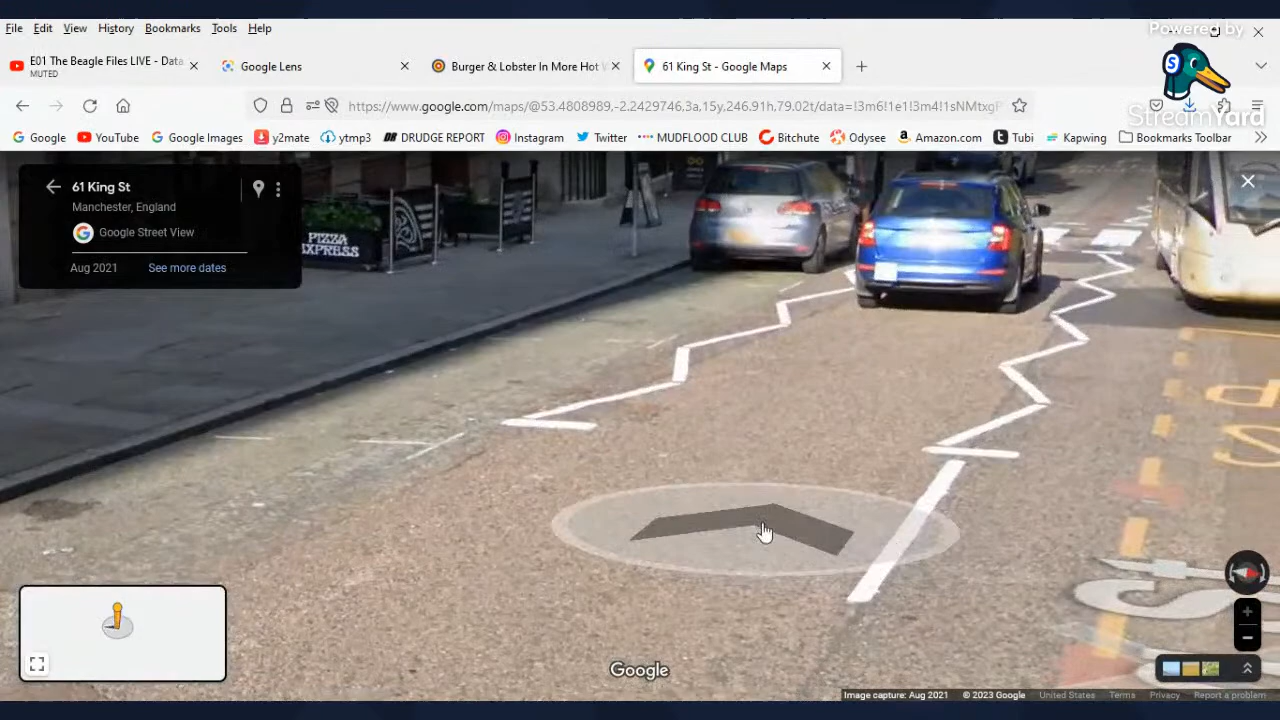 Powered by
StreamYard
File Edit View History Bookmarks Tools Help
E01 The Beagle Files LIVE - Data
MUTED
Google Lens
Burger & Lobster In More Hot
61 King St - Google Maps
https://www.google.com/maps/@53.4808989,-2.2429746,3a,15y,246.91h,79.02t/data=!3m6!1e1!3m4!1sNMtxgP
Google YouTube Google Images y2mate ytmp3 DRUDGE REPORT Instagram Twitter MUDFLOOD CLUB Bitchute Odysee Amazon.com Tubi Kapwing Bookmarks Toolbar
61 King St
Manchester, England
Google Street View
Aug 2021 See more dates
PIZZA
EXPRESS
Google
Image capture: Aug 2021 © 2023 Google United States Terms Privacy Report a problem